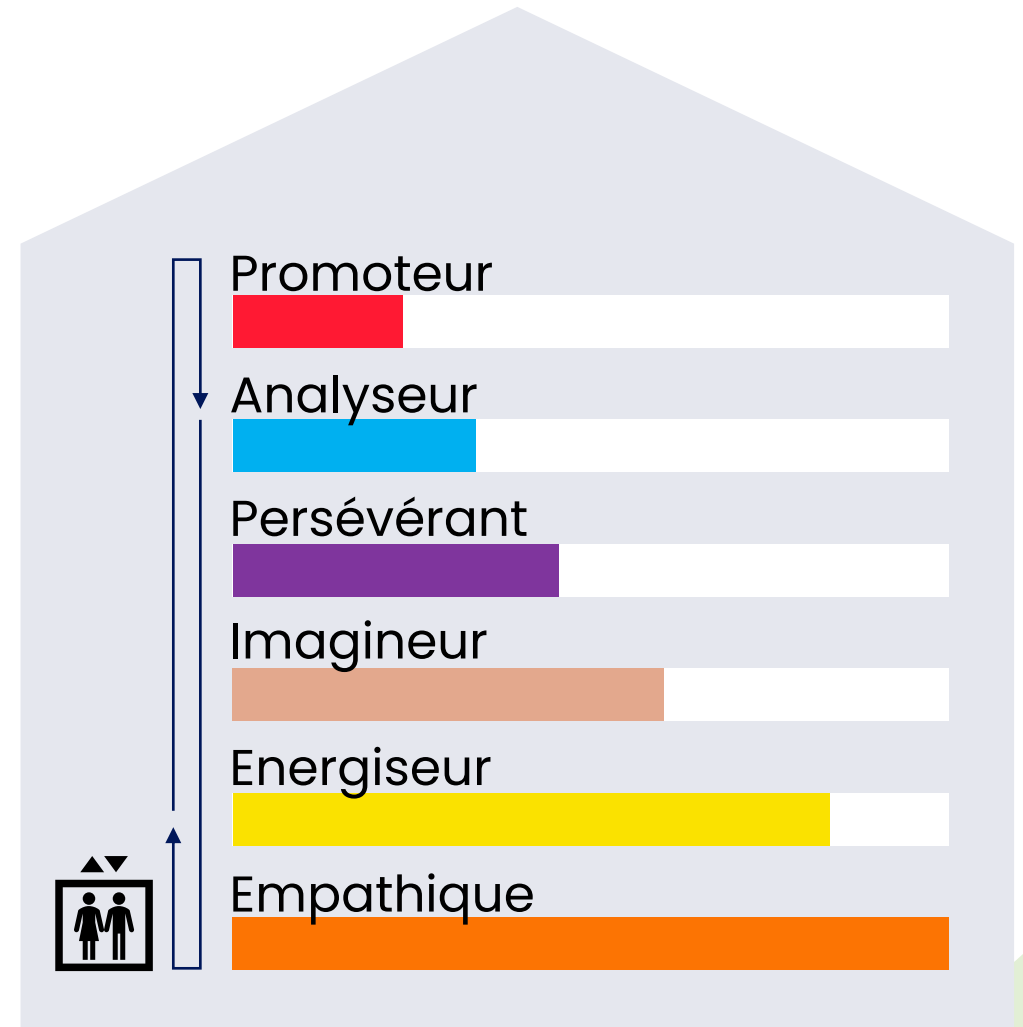 Promoteur
Analyseur
Persévérant
Imagineur
Energiseur
Empathique